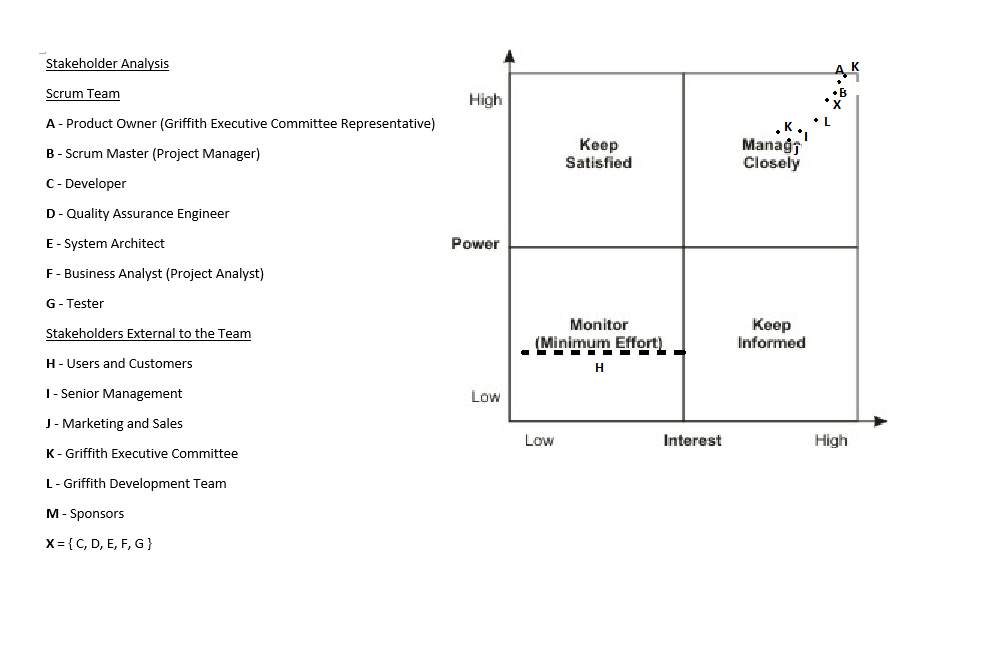 Stakeholder Analysis
Scrum Team
A - Product Owner (Griffith Executive Committee Representative)
B - Scrum Master (Project Manager)
C - Developer
D - Quality Assurance Engineer
E - System Architect
F - Business Analyst (Project Analyst)
G - Tester
Stakeholders External to the Team
H - Users and Customers
I - Senior Management
J - Marketing and Sales
K - Griffith Executive Committee
L - Griffith Development Team
M - Sponsors
X = { C, D, E, F, G }
A K
B
X
L
K
I
J
High
Keep
Satisfied
Manage
Closely
Power
Monitor
(Minimum Effort)
H
Keep
Informed
Low
Low
Interest
High